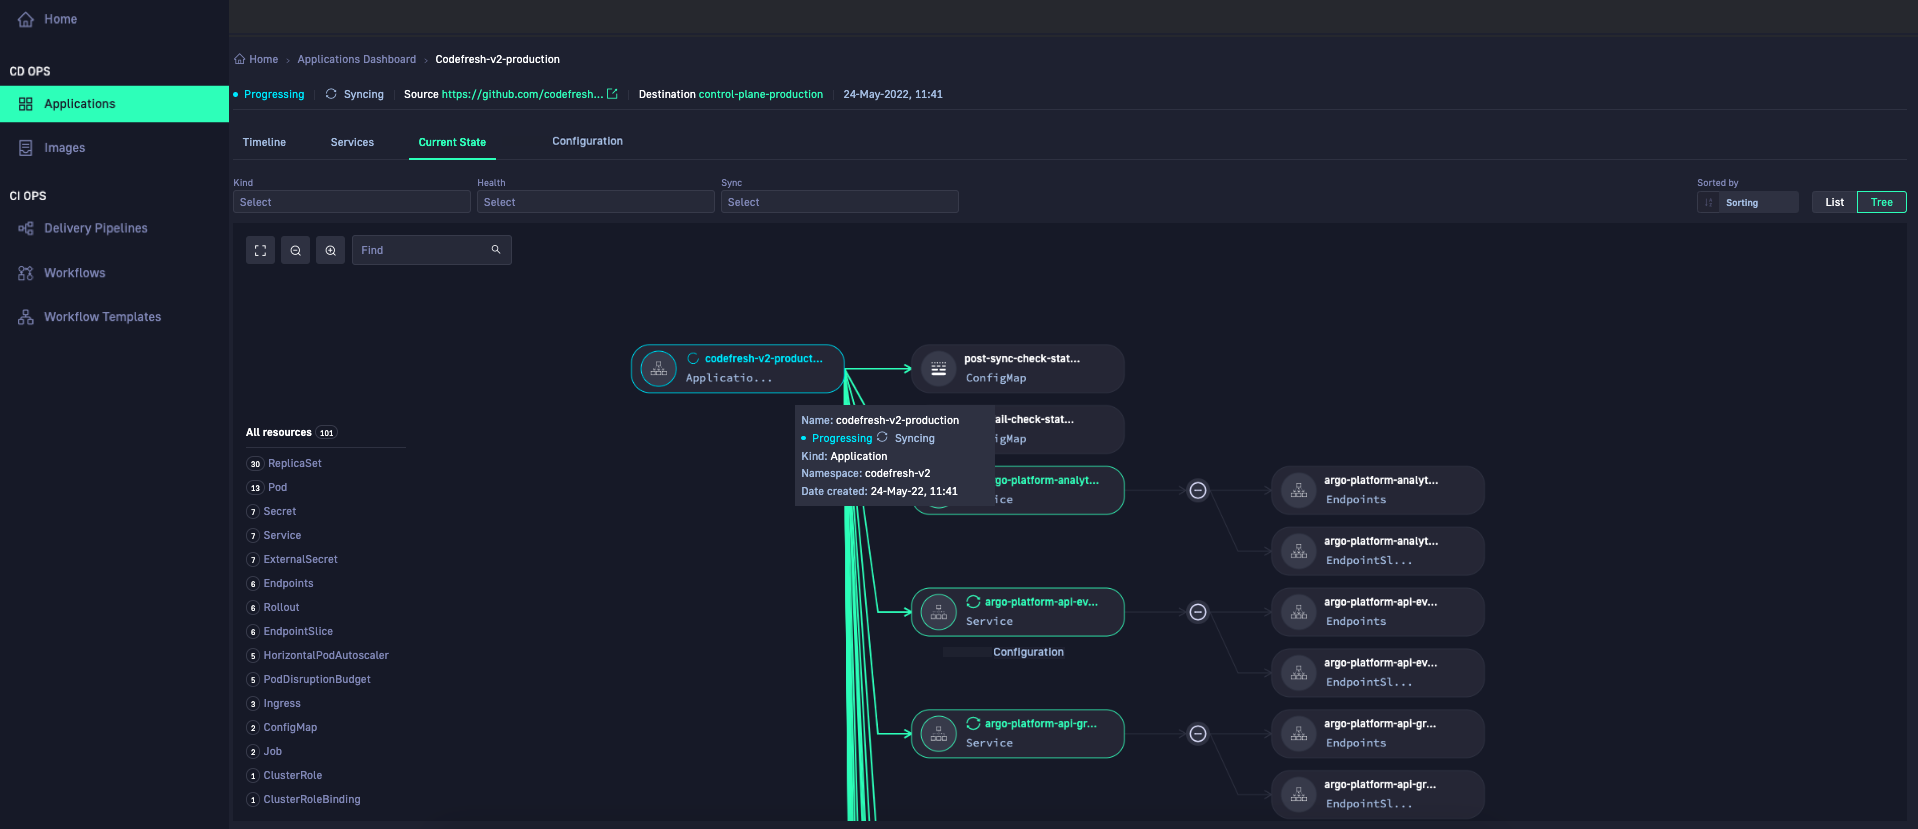 Home
CD OPS
Applications
Images
CI OPS
Delivery Pipelines
Workflows
Workflow Templates
Home › Applications Dashboard › Codefresh-v2-production
Progressing Syncing Source https://github.com/codefresh... Destination control-plane-production 24-May-2022, 11:41
Timeline Services Current State Configuration
Kind Health Sync Sorted by
Select Select Select Sorting List Tree
Find
All resources 101
30 ReplicaSet
13 Pod
7 Secret
7 Service
7 ExternalSecret
6 Endpoints
6 Rollout
6 EndpointSlice
5 HorizontalPodAutoscaler
5 PodDisruptionBudget
3 Ingress
2 ConfigMap
2 Job
1 ClusterRole
1 ClusterRoleBinding
codefresh-v2-product...
Applicatio...
Name: codefresh-v2-production
Progressing Syncing
Kind: Application
Namespace: codefresh-v2
Date created: 24-May-22, 11:41
post-sync-check-stat...
ConfigMap
ail-check-stat...
igMap
rgo-platform-analyt...
ice
argo-platform-api-ev...
Service
Configuration
argo-platform-api-gr...
Service
argo-platform-analyt...
Endpoints
argo-platform-analyt...
EndpointSl...
argo-platform-api-ev...
Endpoints
argo-platform-api-ev...
EndpointSl...
argo-platform-api-gr...
Endpoints
argo-platform-api-gr...
EndpointSl...